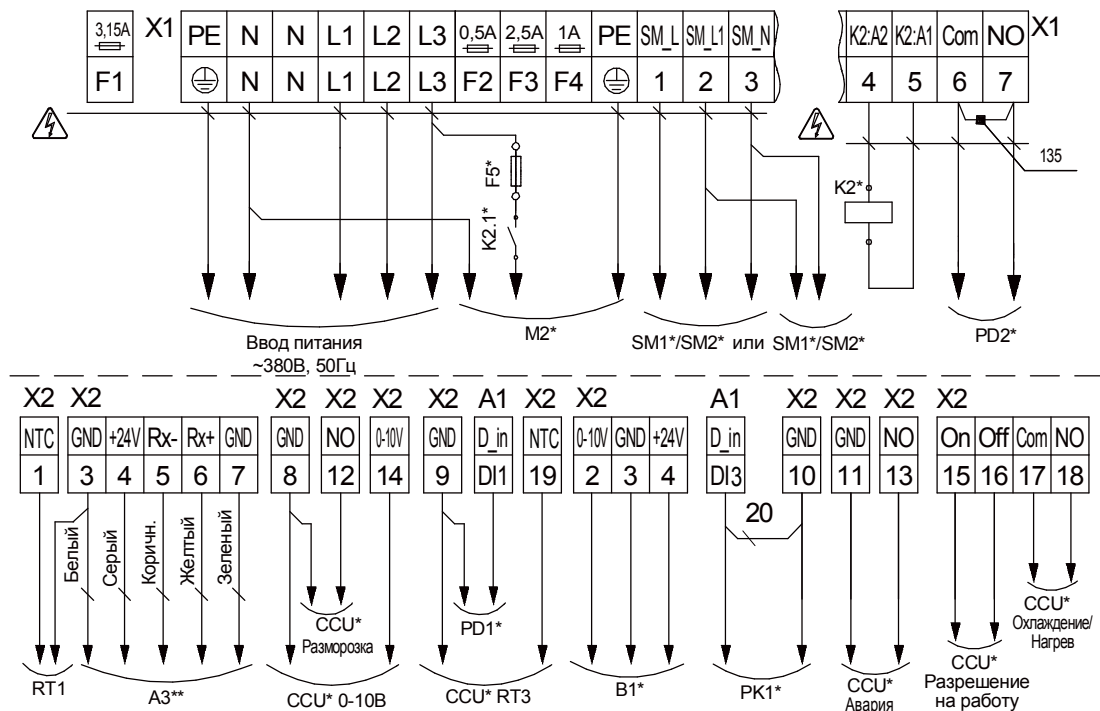 3,15A X1 PE N N L1 L2 L3 0,5A 2,5A 1A PE SM_L SM_L1 SM_N K2:A2 K2:A1 Com NO X1
F1 N N L1 L2 L3 F2 F3 F4 1 2 3 4 5 6 7
135
F5*
K2.1*
K2*
Ввод питания
~380В, 50Гц
M2*
SM1*/SM2* или SM1*/SM2*
PD2*
X2 X2 X2 X2 X2 X2 A1 X2 X2 A1 X2 X2 X2 X2
NTC GND +24V Rx- Rx+ GND GND NO 0-10V GND D_in NTC 0-10V GND +24V D_in GND GND NO On Off Com NO
1 3 4 5 6 7 8 12 14 9 DI1 19 2 3 4 DI3 10 11 13 15 16 17 18
20
Белый
Серый
Коричн.
Желтый
Зеленый
CCU*
Разморозка
PD1*
CCU*
Охлаждение/
Нагрев
RT1
A3**
CCU* 0-10В
CCU* RT3
B1*
PK1*
CCU*
Авария
CCU*
Разрешение
на работу